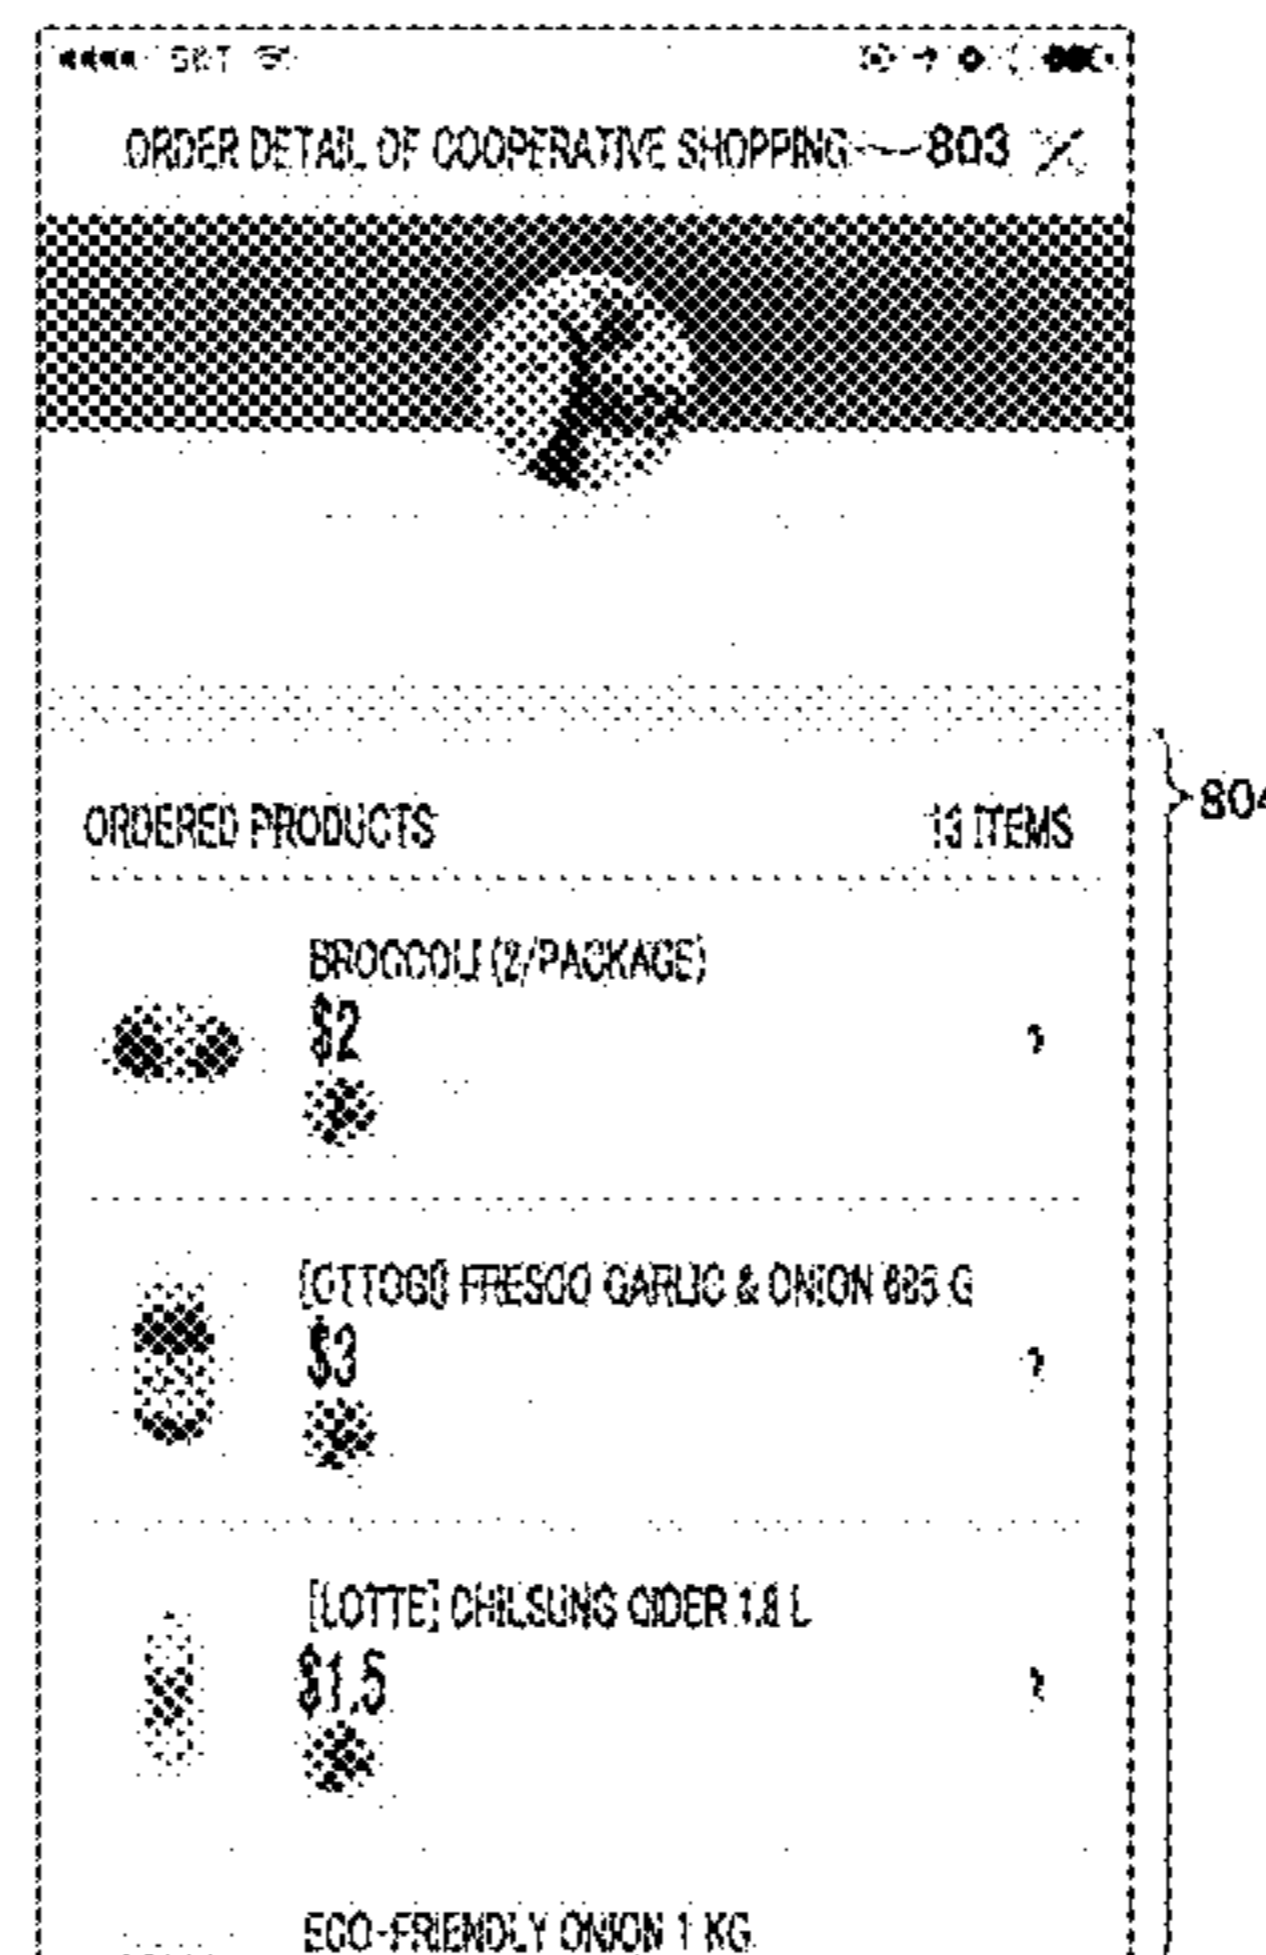 ORDER DETAIL OF COOPERATIVE SHOPPING 803
804
ORDERED PRODUCTS 13 ITEMS
BROCCOLI (2/PACKAGE)
$2
[OTTOGI] FRESCO GARLIC & ONION G
$3
[LOTTE] CHILSUNG CIDER 1.8 L
$1.5
ECO-FRIENDLY ONION 1 KG